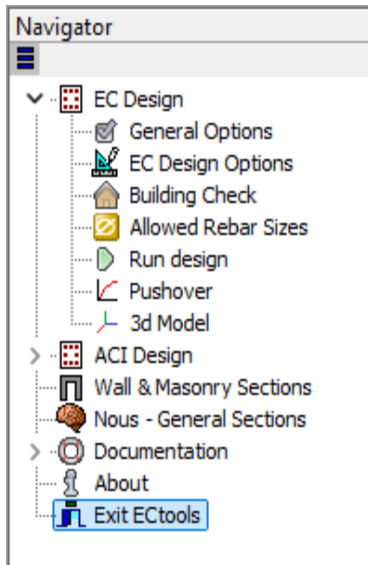 Navigator
EC Design
General Options
EC Design Options
Building Check
Allowed Rebar Sizes
Run design
Pushover
3d Model
ACI Design
Wall & Masonry Sections
Nous - General Sections
Documentation
About
Exit ECtools